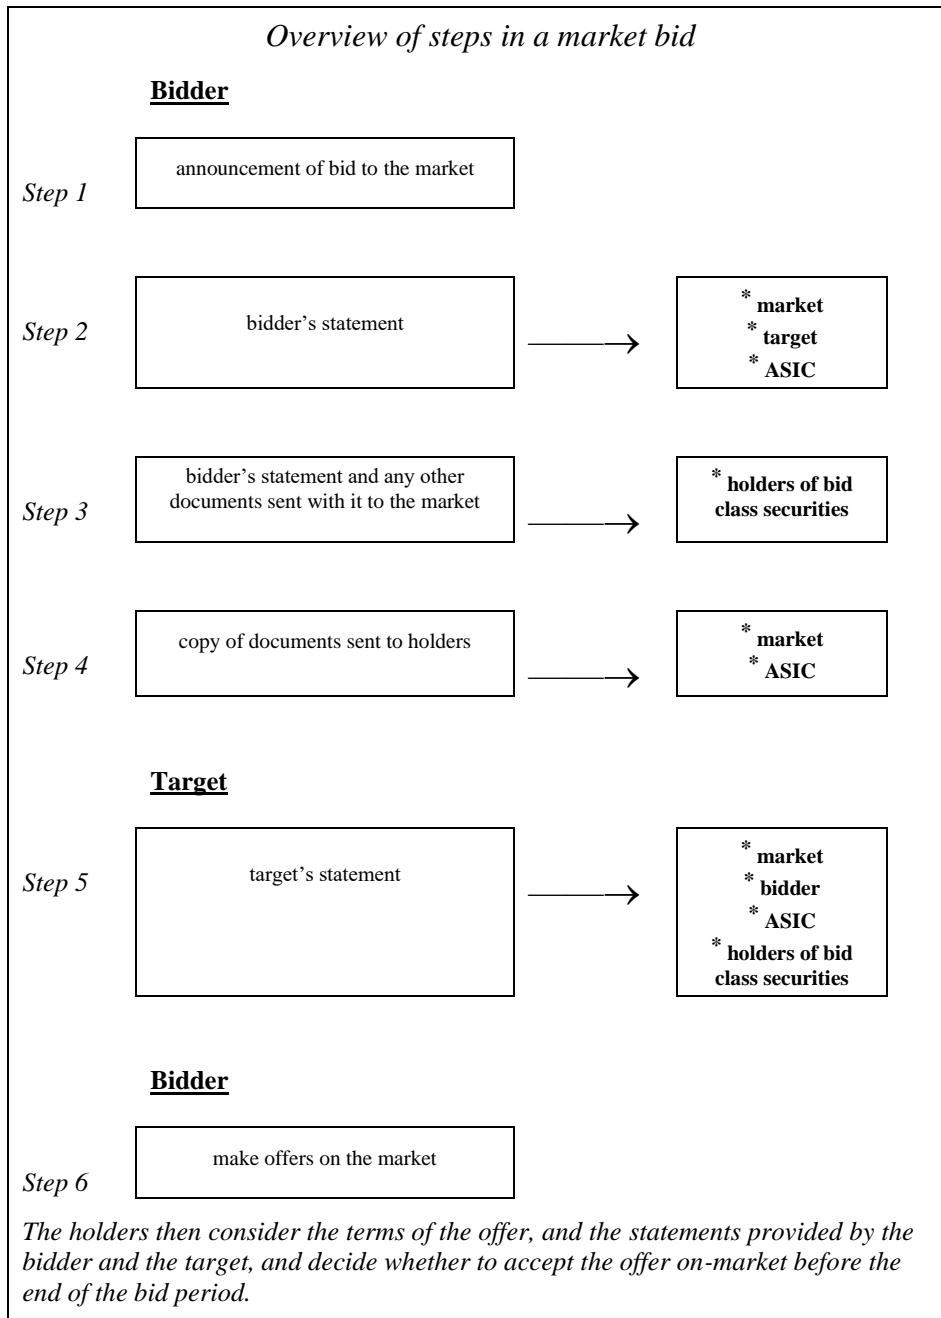 Overview of steps in a market bid
Bidder
Step 1
announcement of bid to the market
Step 2
bidder’s statement
* market
* target
* ASIC
Step 3
bidder’s statement and any other
documents sent with it to the market
* holders of bid
class securities
Step 4
copy of documents sent to holders
* market
* ASIC
Target
Step 5
target’s statement
* market
* bidder
* ASIC
* holders of bid
class securities
Bidder
Step 6
make offers on the market
The holders then consider the terms of the offer, and the statements provided by the
bidder and the target, and decide whether to accept the offer on-market before the
end of the bid period.